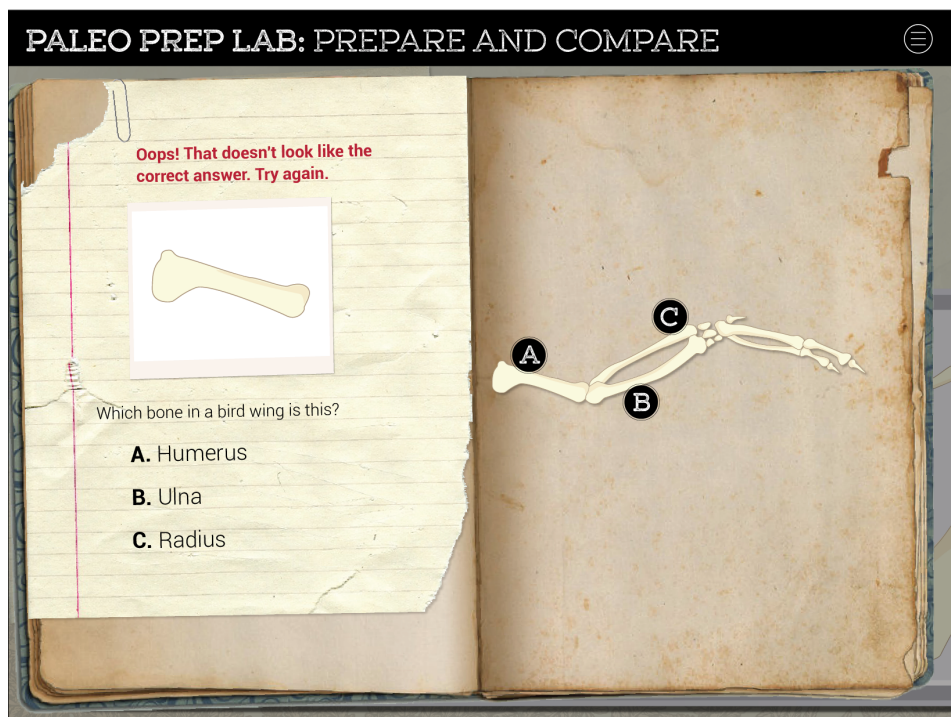 PALEO PREP LAB: PREPARE AND COMPARE
Oops! That doesn't look like the
correct answer. Try again.
Which bone in a bird wing is this?
A. Humerus
B. Ulna
C. Radius
A
C
B